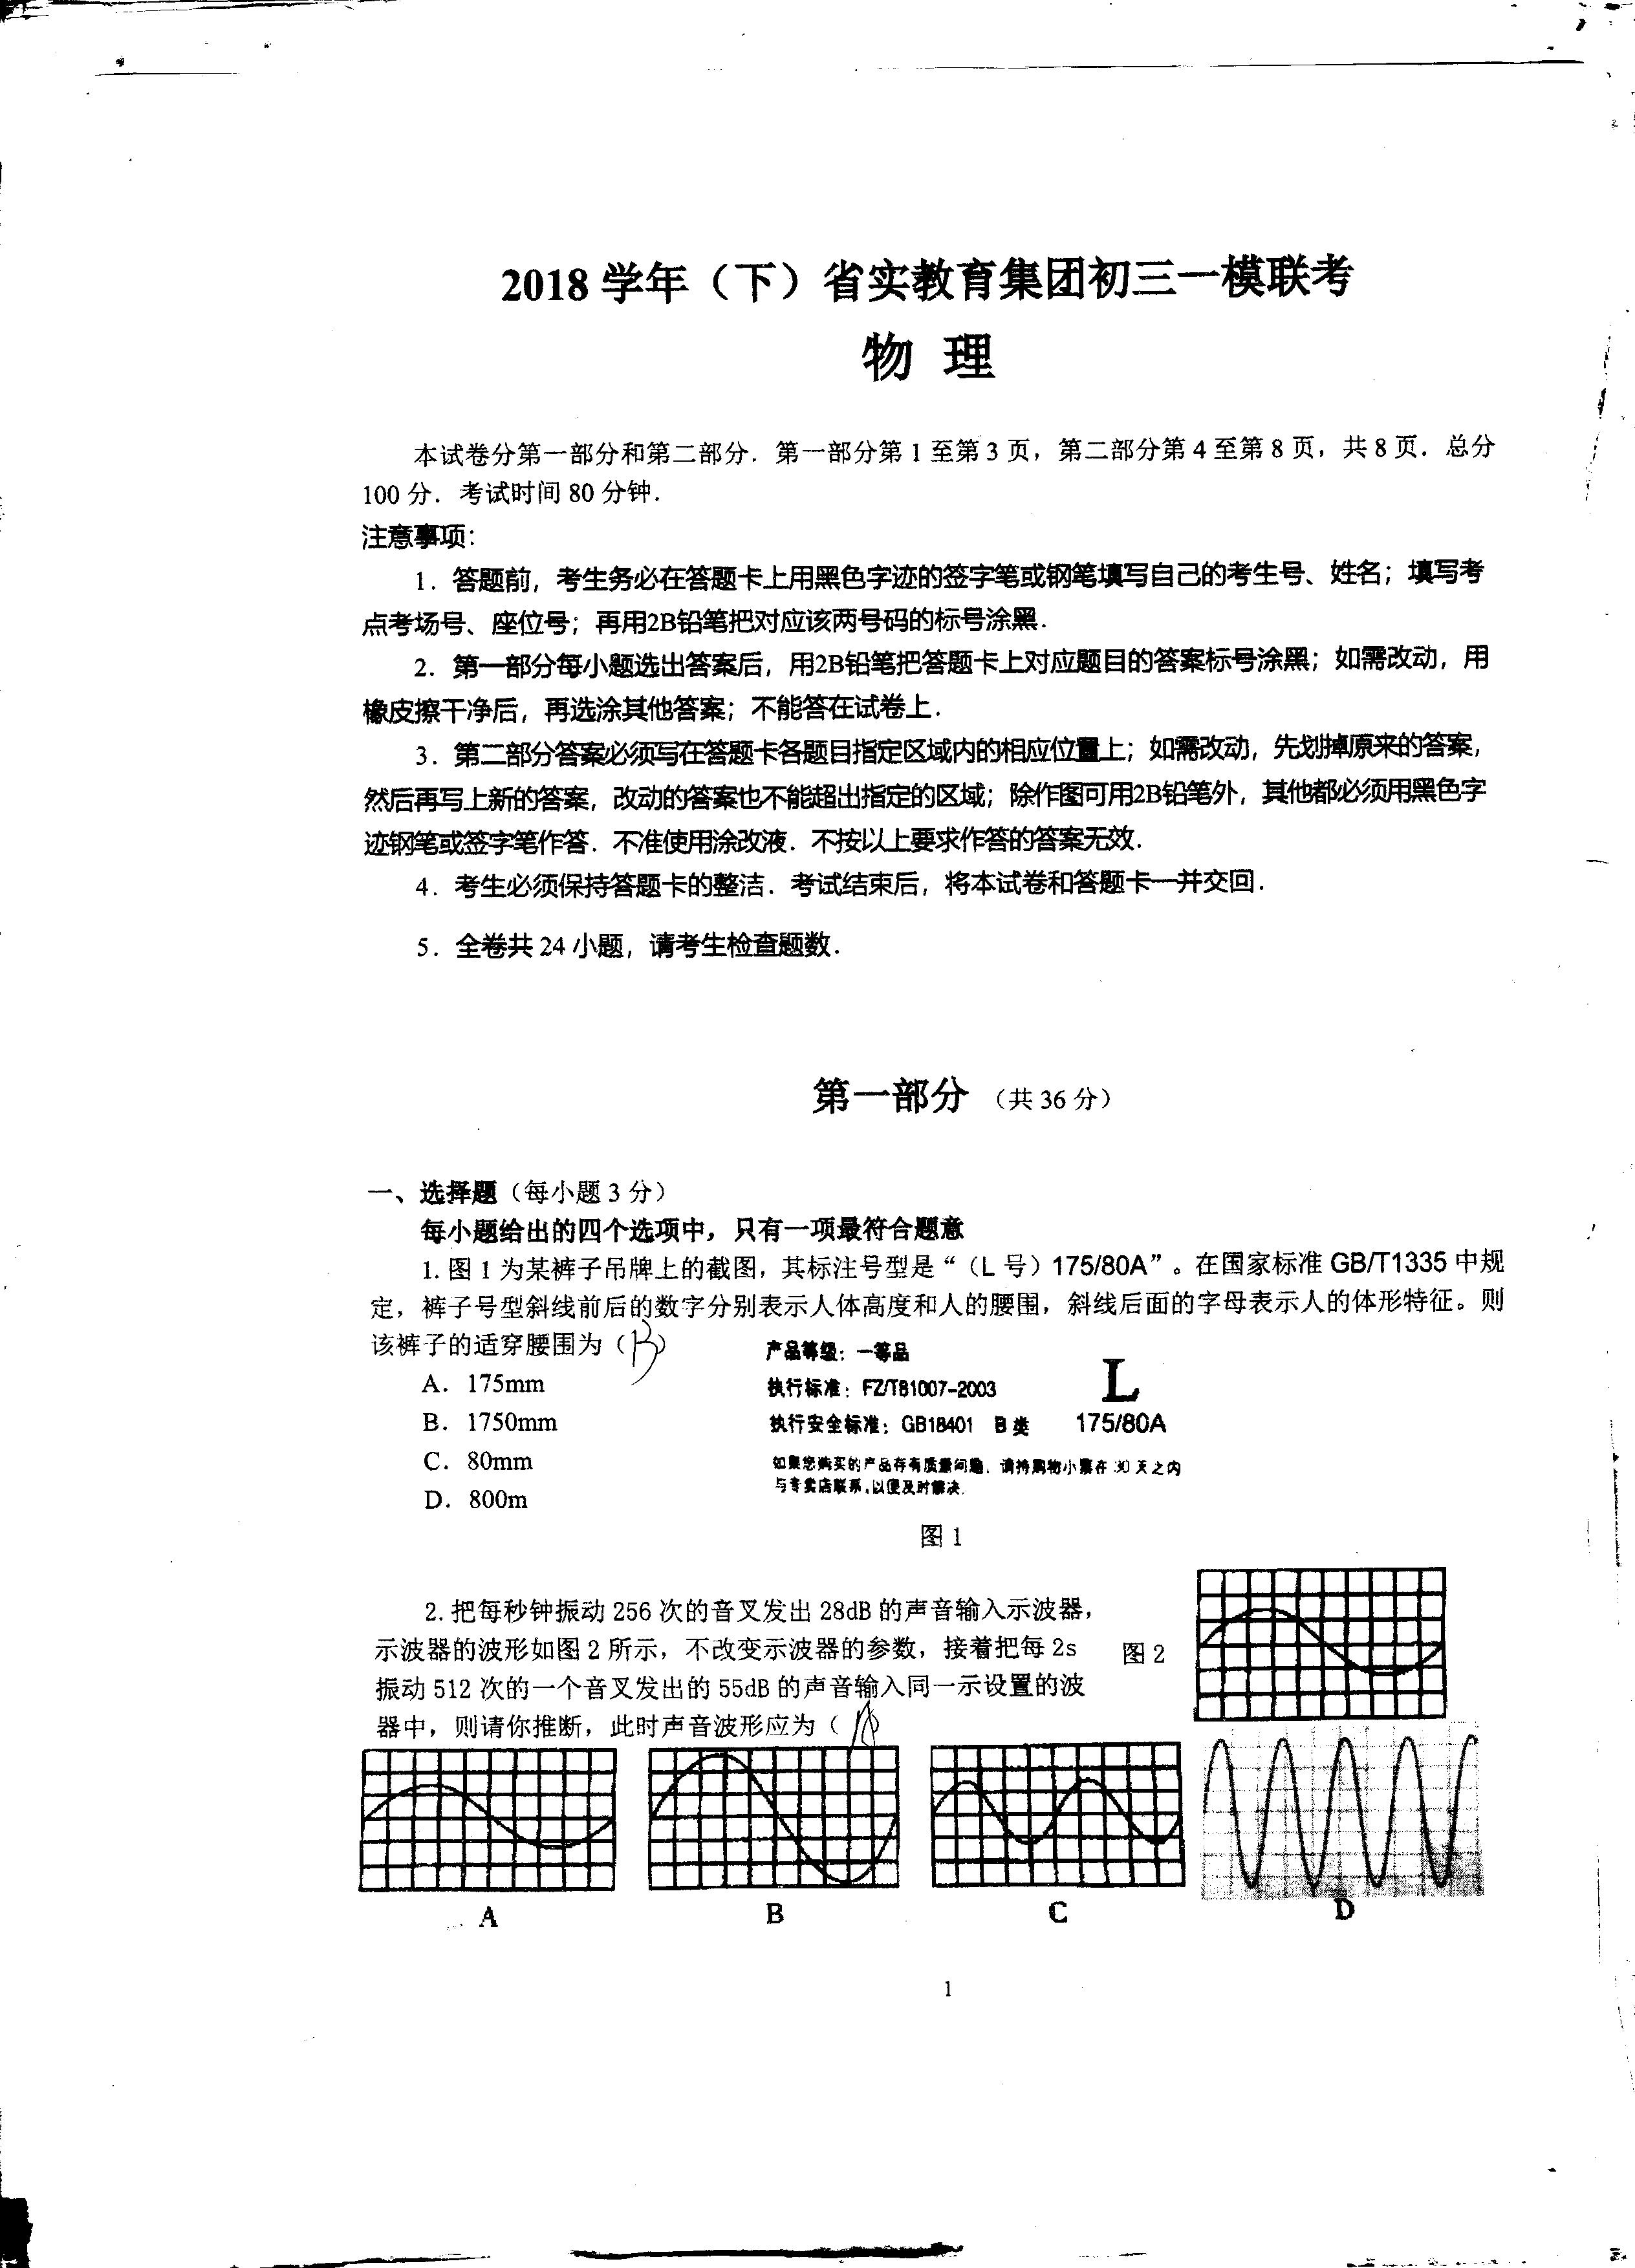 2018 学年（下）省实教育集团初三一模联考
物 理
本试卷分第一部分和第二部分．第一部分第 1 至第 3 页，第二部分第 4 至第 8 页，共 8 页．总分
100 分．考试时间 80 分钟．
注意事项：
1．答题前，考生务必在答题卡上用黑色字迹的签字笔或钢笔填写自己的考生号、姓名；填写考
点考场号、座位号；再用2B铅笔把对应该两号码的标号涂黑．
2．第一部分每小题选出答案后，用2B铅笔把答题卡上对应题目的答案标号涂黑；如需改动，用
橡皮擦干净后，再选涂其他答案；不能答在试卷上．
3．第二部分答案必须写在答题卡各题目指定区域内的相应位置上；如需改动，先划掉原来的答案，
然后再写上新的答案，改动的答案也不能超出指定的区域；除作图可用2B铅笔外，其他都必须用黑色字
迹钢笔或签字笔作答．不准使用涂改液．不按以上要求作答的答案无效．
4．考生必须保持答题卡的整洁．考试结束后，将本试卷和答题卡一并交回．
5．全卷共 24 小题，请考生检查题数．
第一部分 （共 36 分）
一、选择题（每小题 3 分）
每小题给出的四个选项中，只有一项最符合题意
1. 图 1 为某裤子吊牌上的截图，其标注号型是“（L 号）175/80A”。在国家标准 GB/T1335 中规
定，裤子号型斜线前后的数字分别表示人体高度和人的腰围，斜线后面的字母表示人的体形特征。则
该裤子的适穿腰围为（B）
A．175mm
B．1750mm
C．80mm
D．800m
产品等级：一等品
执行标准：FZ/T81007-2003
L
执行安全标准：GB18401 B 类 175/80A
如果您购买的产品存有质量问题，请持购物小票在 30 天之内
与专卖店联系，以便及时解决．
图 1
2. 把每秒钟振动 256 次的音叉发出 28dB 的声音输入示波器，
示波器的波形如图 2 所示，不改变示波器的参数，接着把每 2s
振动 512 次的一个音叉发出的 55dB 的声音输入同一示设置的波
器中，则请你推断，此时声音波形应为（ ）
图 2
A
B
C
D
1